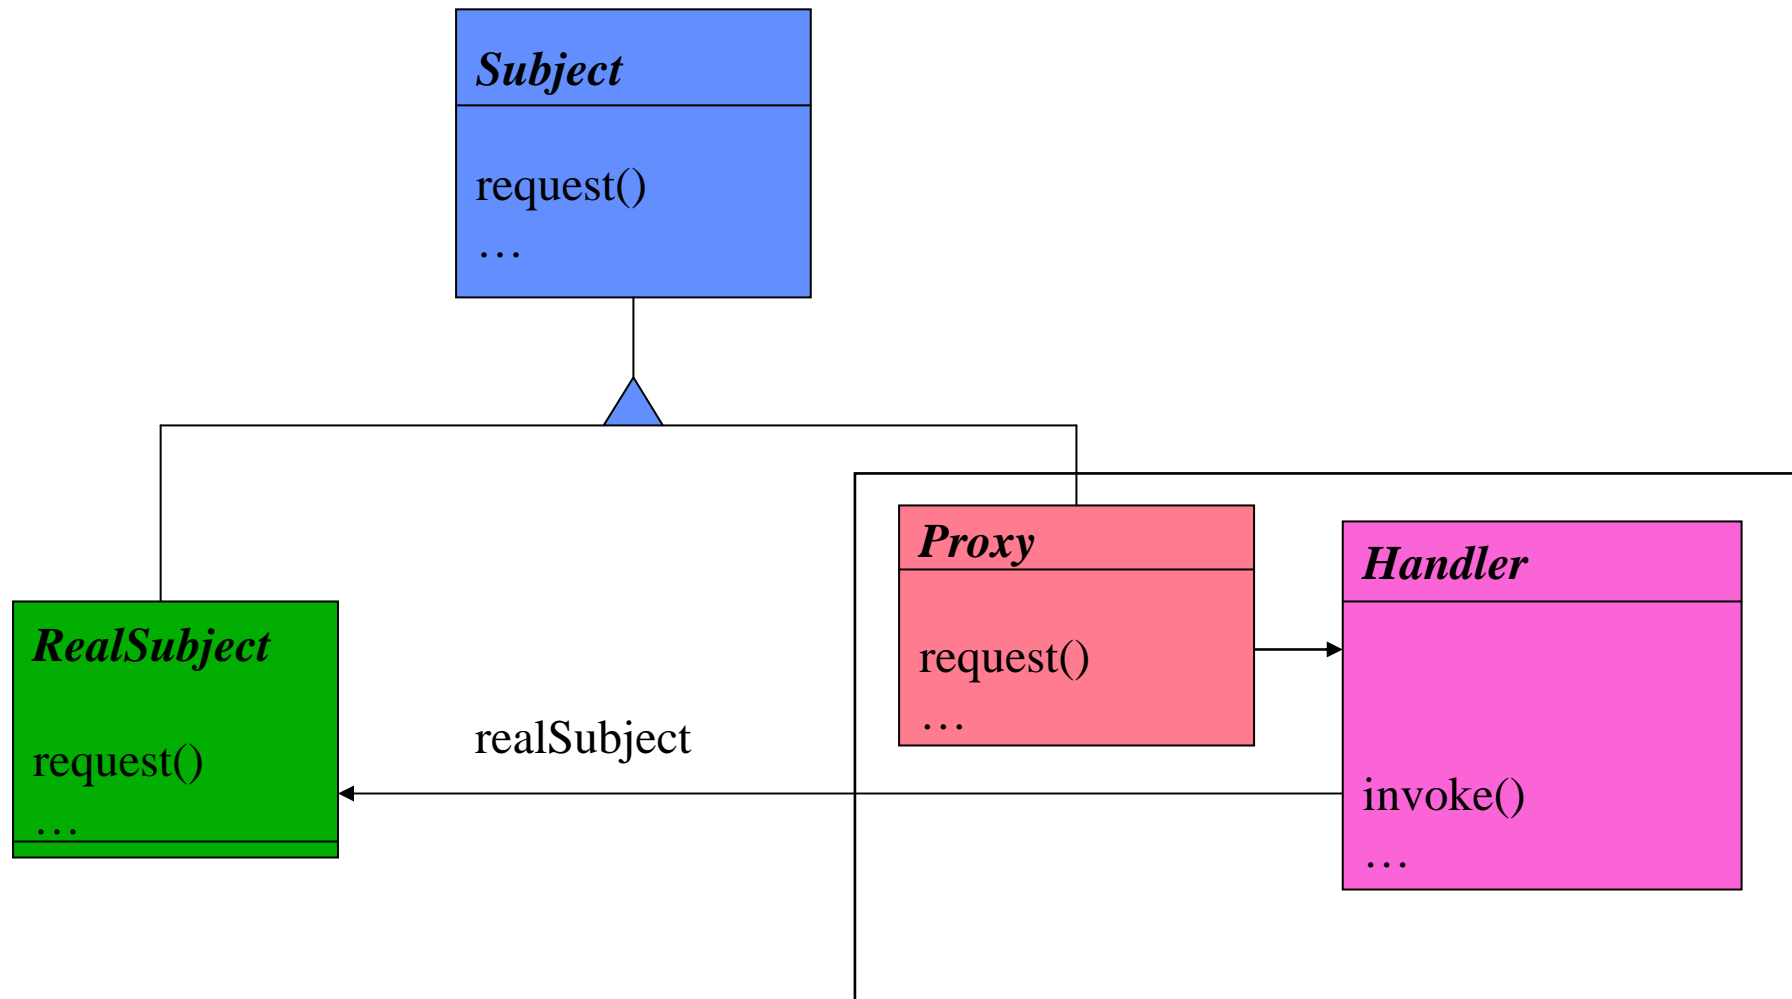 Subject
request()
…
Proxy
request()
…
Handler
invoke()
…
RealSubject
request()
…
realSubject